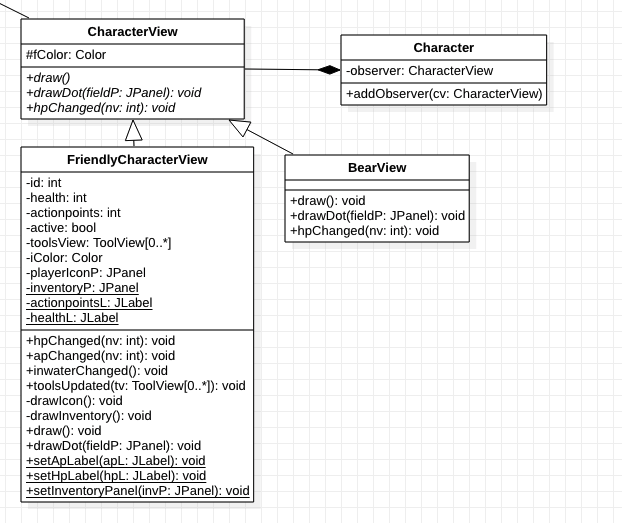 CharacterView
#fColor: Color
+draw()
+drawDot(fieldP: JPanel): void
+hpChanged(nv: int): void
Character
-observer: CharacterView
+addObserver(cv: CharacterView)
FriendlyCharacterView
-id: int
-health: int
-actionpoints: int
-active: bool
-toolsView: ToolView[0..*]
-iColor: Color
-playerIconP: JPanel
-inventoryP: JPanel
-actionpointsL: JLabel
-healthL: JLabel
+hpChanged(nv: int): void
+apChanged(nv: int): void
+inwaterChanged(): void
+toolsUpdated(tv: ToolView[0..*]): void
-drawIcon(): void
-drawInventory(): void
+draw(): void
+drawDot(fieldP: JPanel): void
+setApLabel(apL: JLabel): void
+setHpLabel(hpL: JLabel): void
+setInventoryPanel(invP: JPanel): void
BearView
+draw(): void
+drawDot(fieldP: JPanel): void
+hpChanged(nv: int): void